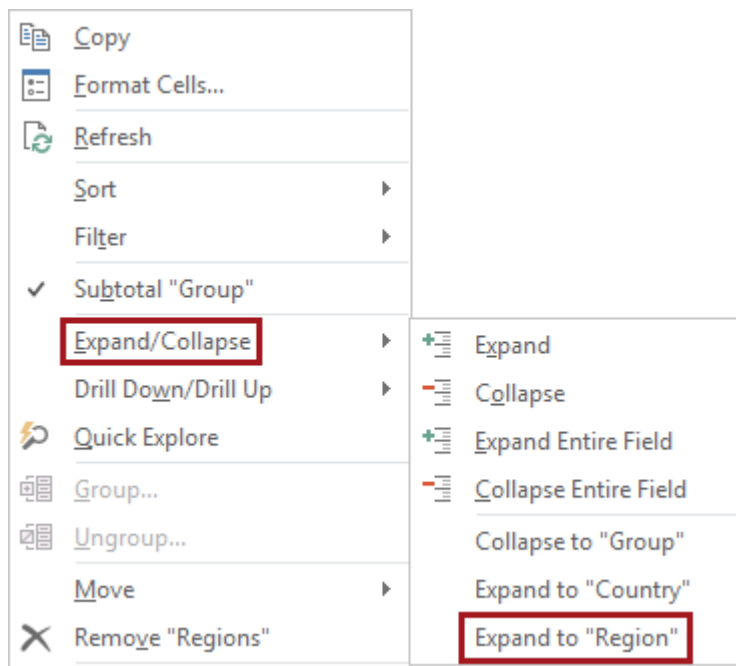 Copy
Format Cells...
Refresh
Sort
Filter
Subtotal "Group"
Expand/Collapse
Drill Down/Drill Up
Quick Explore
Group...
Ungroup...
Move
Remove "Regions"
Expand
Collapse
Expand Entire Field
Collapse Entire Field
Collapse to "Group"
Expand to "Country"
Expand to "Region"